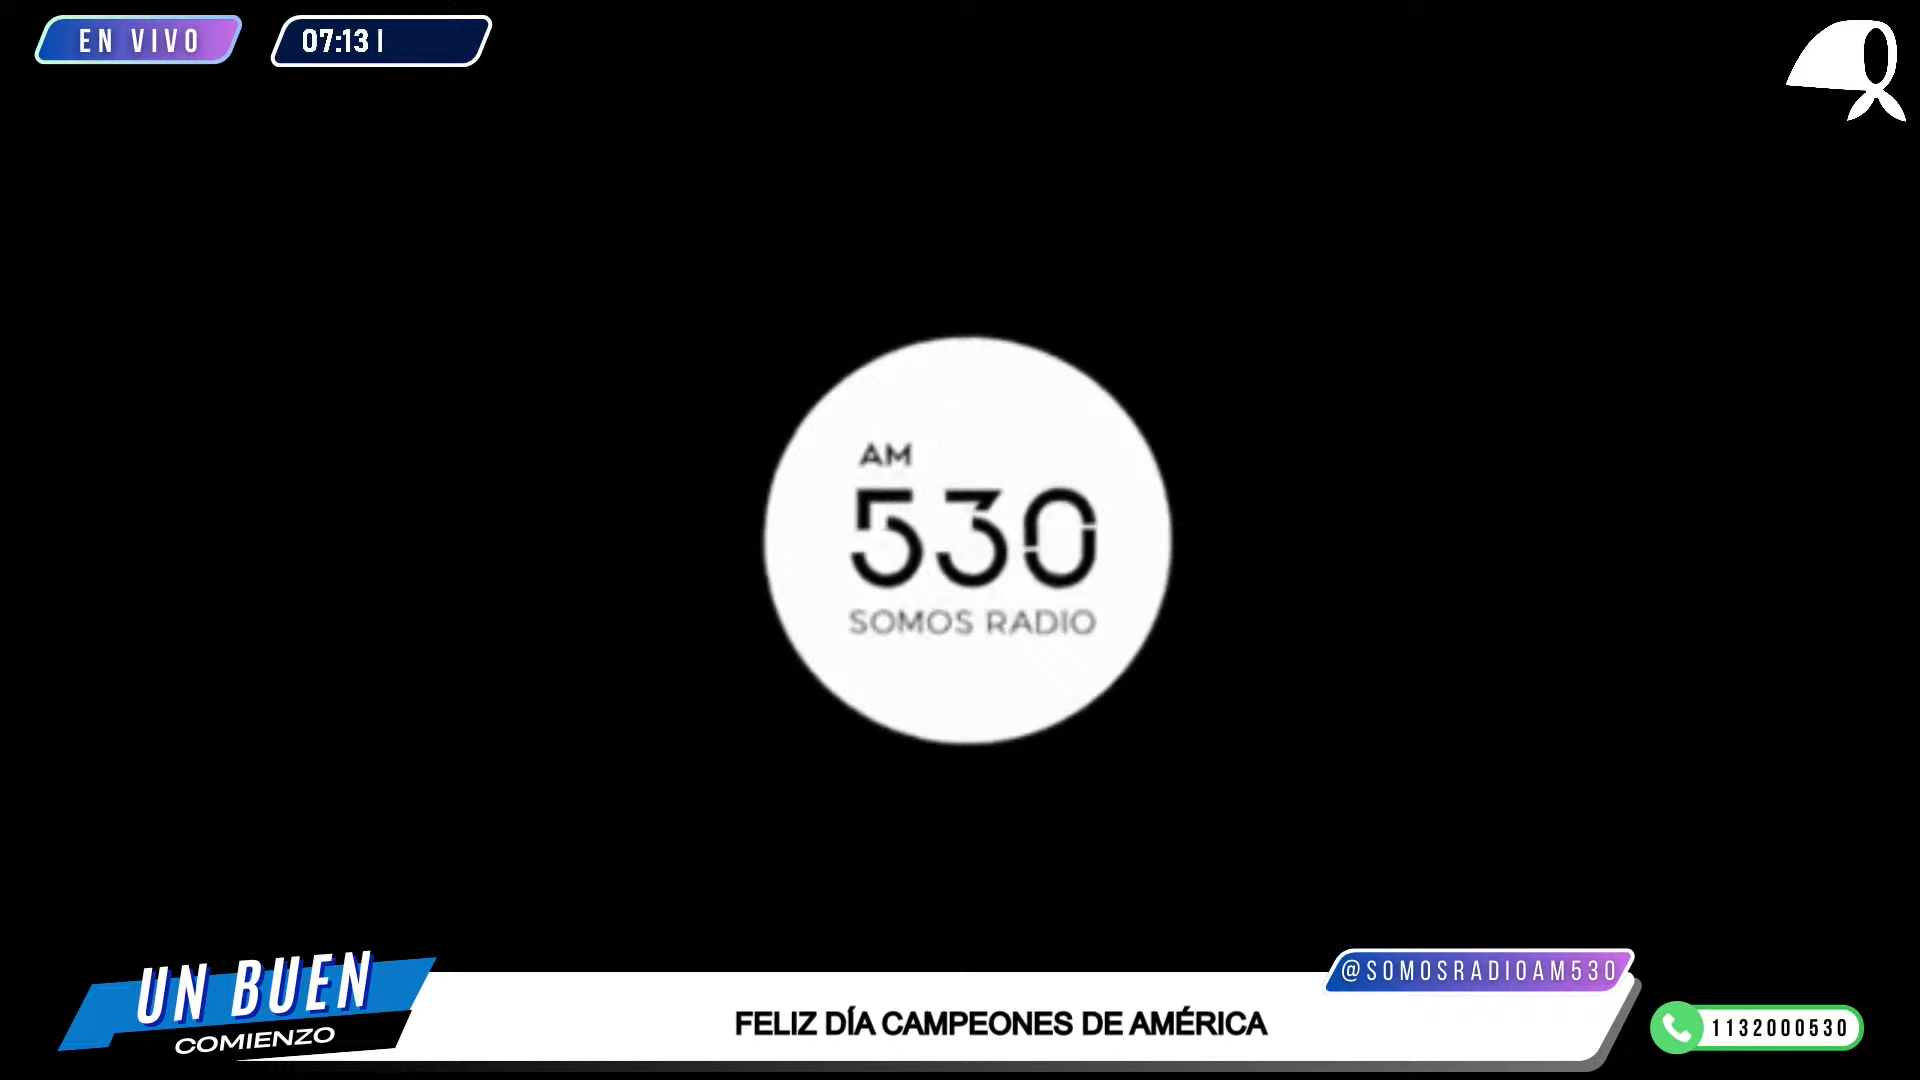 EN VIVO
07:13 |
AM
530
SOMOS RADIO
UN BUEN
COMIENZO
@SOMOSRADIOAM530
FELIZ DÍA CAMPEONES DE AMÉRICA
1132000530